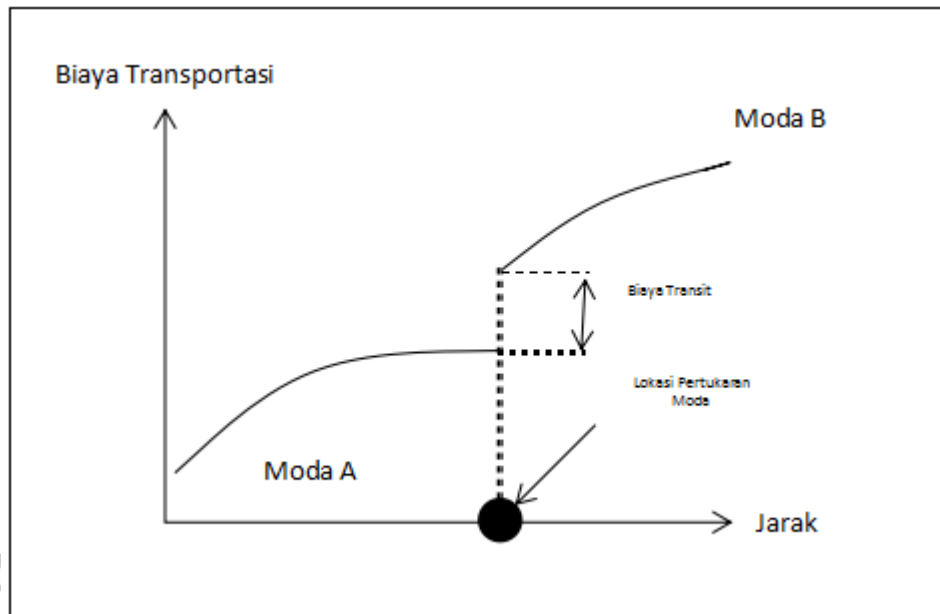 Biaya Transportasi
Moda B
Biaya Transit
Lokasi Pertukaran
Moda
Moda A
Jarak